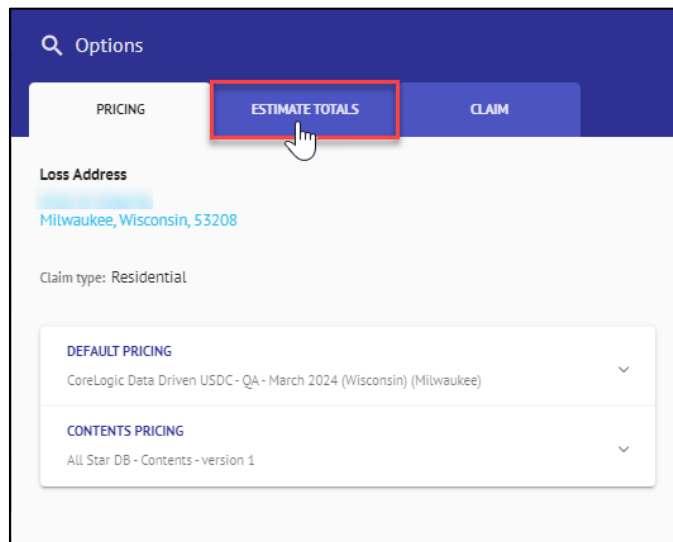 Options
PRICING
ESTIMATE TOTALS
CLAIM
Loss Address
Milwaukee, Wisconsin, 53208
Claim type: Residential
DEFAULT PRICING
CoreLogic Data Driven USDC - QA - March 2024 (Wisconsin) (Milwaukee)
CONTENTS PRICING
All Star DB - Contents - version 1